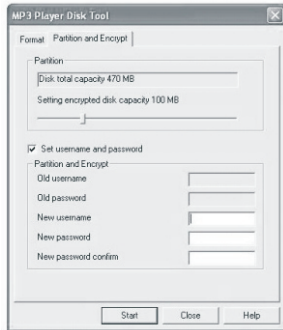 MP3 Player Disk Tool
Format Partition and Encrypt
Partition
Disk total capacity 470 MB
Setting encrypted disk capacity 100 MB
Set username and password
Partition and Encrypt
Old username
Old password
New username
New password
New password confirm
Start Close Help